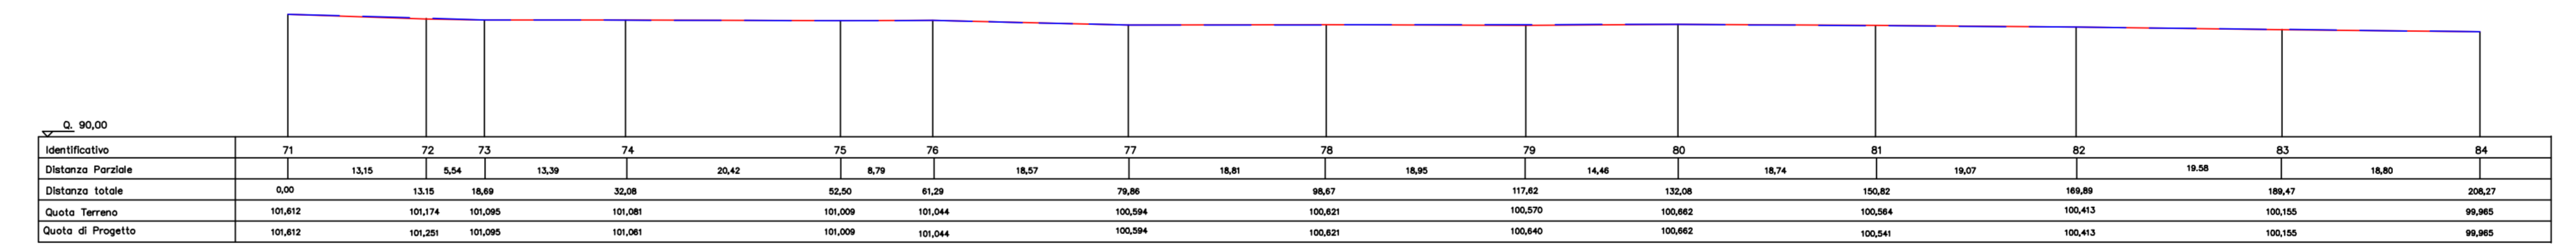 Q. 90,00
Identificativo 71 72 73 74 75 76 77 78 79 80 81 82 83 84
Distanza Parziale 13,15 5,54 13,39 20,42 8,79 18,57 18,81 18,95 14,46 18,74 19,07 19.58 18,80
Distanza totale 0,00 13.15 18,69 32,08 52,50 61,29 79,86 98,67 117,62 132,08 150,82 169,89 189,47 208,27
Quota Terreno 101,612 101,174 101,095 101,081 101,009 101,044 100,594 100,621 100,570 100,662 100,564 100,413 100,155 99,965
Quota di Progetto 101,612 101,251 101,095 101,061 101,009 101,044 100,594 100,621 100,640 100,662 100,541 100,413 100,155 99,965